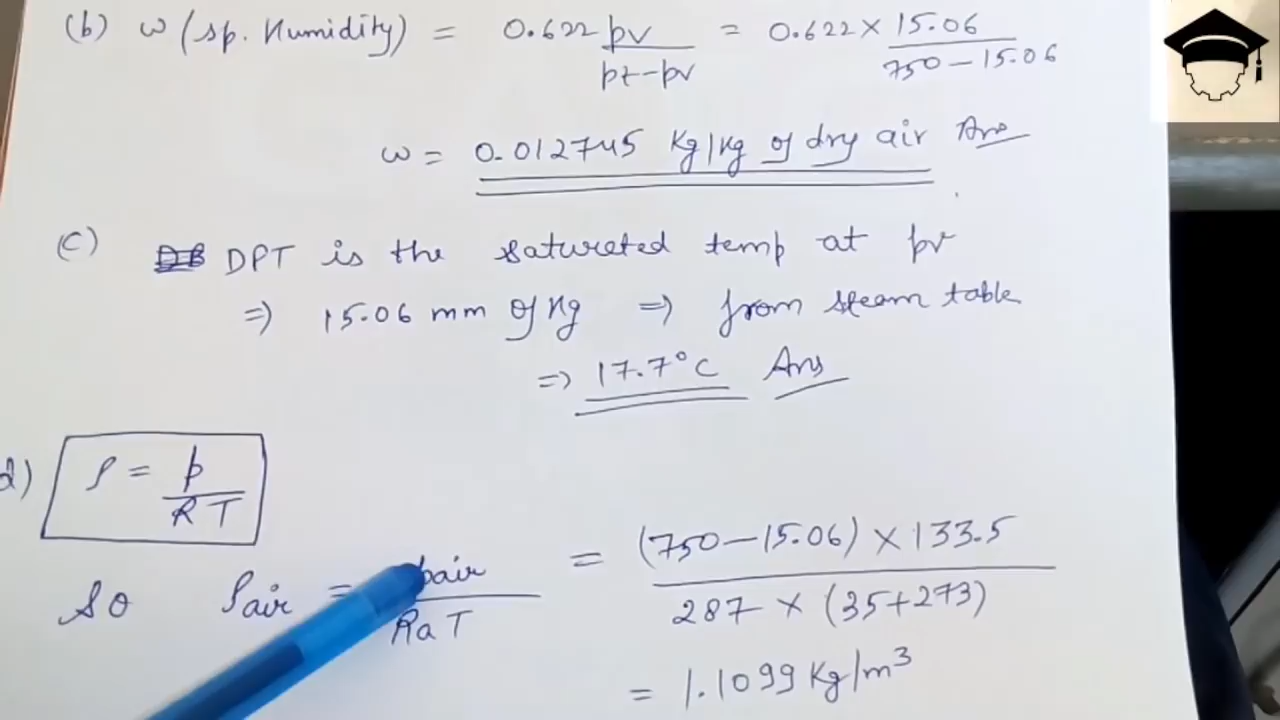 (b) ω (sp. Humidity) = 0.622 pv / pt-pv = 0.622 × 15.06 / 750-15.06
ω = 0.012745 Kg/Kg of dry air Ans
(c) DPT is the saturated temp at pv
⇒ 15.06 mm of Hg ⇒ from steam table
⇒ 17.7°C Ans
d) ρ = p / RT
So ρair = pair / RaT = (750-15.06) × 133.5 / 287 × (35+273)
= 1.1099 Kg/m³